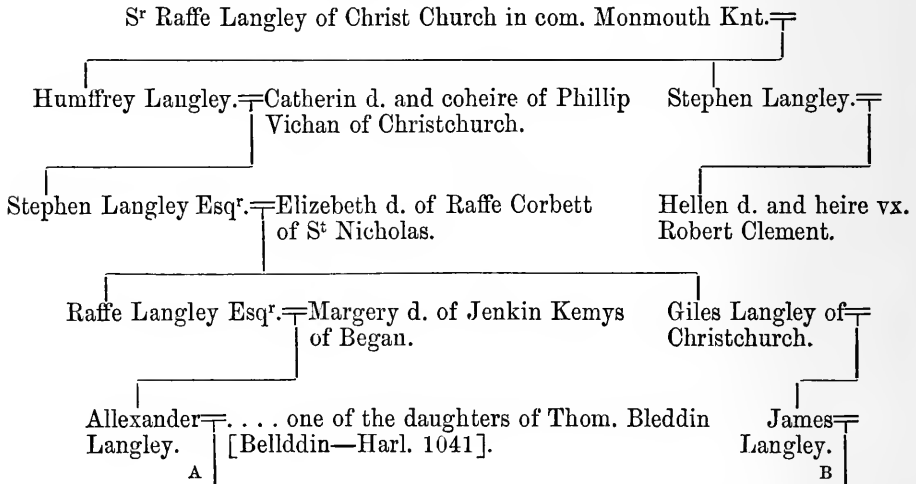 Sʳ Raffe Langley of Christ Church in com. Monmouth Knt.
Humffrey Langley. Catherin d. and coheire of Phillip Stephen Langley.
Vichan of Christchurch.
Stephen Langley Esqʳ. Elizebeth d. of Raffe Corbett Hellen d. and heire vx.
of Sᵗ Nicholas. Robert Clement.
Raffe Langley Esqʳ. Margery d. of Jenkin Kemys Giles Langley of
of Began. Christchurch.
Allexander . . . . one of the daughters of Thom. Bleddin James
Langley. [Bellddin—Harl. 1041]. Langley.
A B